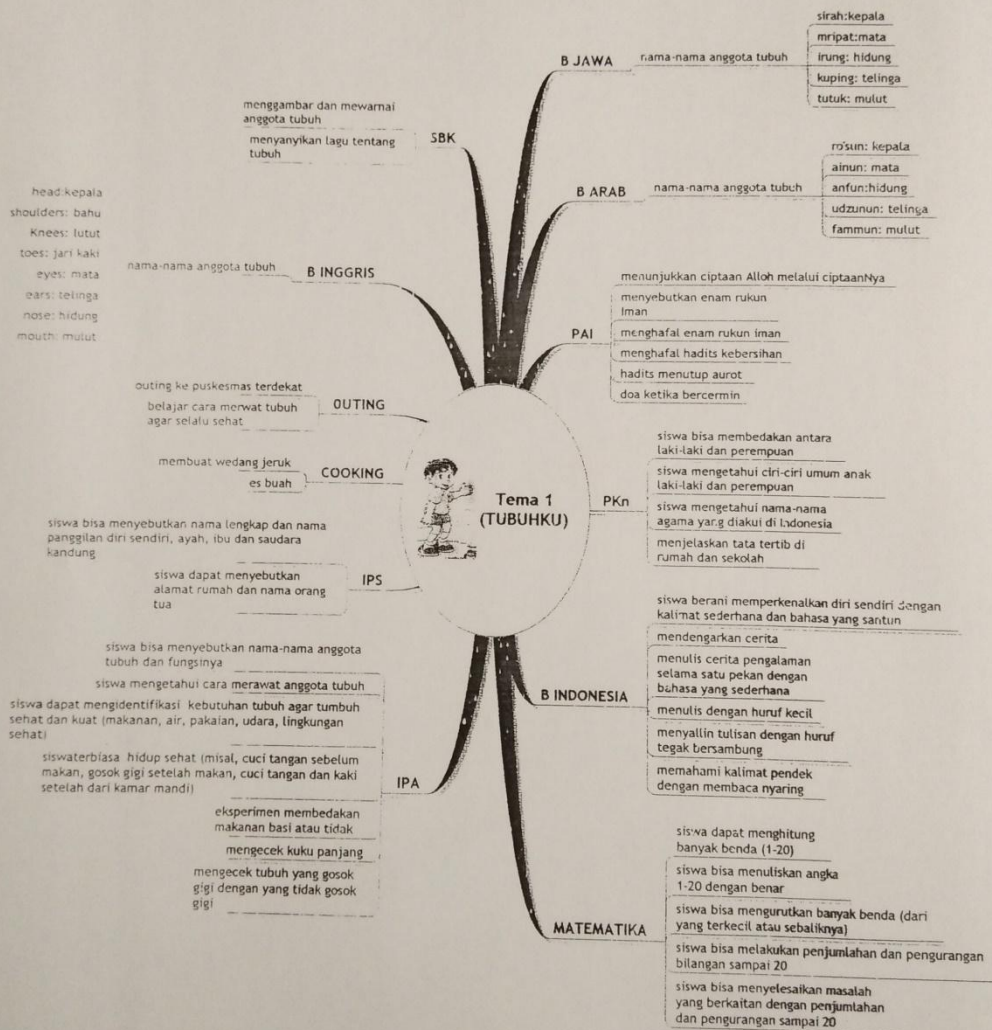 Tema 1
(TUBUHKU)
B JAWA
nama-nama anggota tubuh
sirah:kepala
mripat:mata
irung: hidung
kuping: telinga
tutuk: mulut
B ARAB
nama-nama anggota tubuh
ro'sun: kepala
ainun: mata
anfun:hidung
udzunun: telinga
fammun: mulut
PAI
menunjukkan ciptaan Alloh melalui ciptaanNya
menyebutkan enam rukun
Iman
menghafal enam rukun iman
menghafal hadits kebersihan
hadits menutup aurot
doa ketika bercermin
PKn
siswa bisa membedakan antara
laki-laki dan perempuan
siswa mengetahui ciri-ciri umum anak
laki-laki dan perempuan
siswa mengetahui nama-nama
agama yang diakui di Indonesia
menjelaskan tata tertib di
rumah dan sekolah
B INDONESIA
siswa berani memperkenalkan diri sendiri dengan
kalimat sederhana dan bahasa yang santun
mendengarkan cerita
menulis cerita pengalaman
selama satu pekan dengan
bahasa yang sederhana
menulis dengan huruf kecil
menyallin tulisan dengan huruf
tegak bersambung
memahami kalimat pendek
dengan membaca nyaring
MATEMATIKA
siswa dapat menghitung
banyak benda (1-20)
siswa bisa menuliskan angka
1-20 dengan benar
siswa bisa mengurutkan banyak benda (dari
yang terkecil atau sebaliknya)
siswa bisa melakukan penjumlahan dan pengurangan
bilangan sampai 20
siswa bisa menyelesaikan masalah
yang berkaitan dengan penjumlahan
dan pengurangan sampai 20
SBK
menggambar dan mewarnai
anggota tubuh
menyanyikan lagu tentang
tubuh
B INGGRIS
nama-nama anggota tubuh
head:kepala
shoulders: bahu
Knees: lutut
toes: jari kaki
eyes: mata
ears: telinga
nose: hidung
mouth: mulut
OUTING
outing ke puskesmas terdekat
belajar cara merwat tubuh
agar selalu sehat
COOKING
membuat wedang jeruk
es buah
IPS
siswa bisa menyebutkan nama lengkap dan nama
panggilan diri sendiri, ayah, ibu dan saudara
kandung
siswa dapat menyebutkan
alamat rumah dan nama orang
tua
IPA
siswa bisa menyebutkan nama-nama anggota
tubuh dan fungsinya
siswa mengetahui cara merawat anggota tubuh
siswa dapat mengidentifikasi kebutuhan tubuh agar tumbuh
sehat dan kuat (makanan, air, pakaian, udara, lingkungan
sehat)
siswaterbiasa hidup sehat (misal, cuci tangan sebelum
makan, gosok gigi setelah makan, cuci tangan dan kaki
setelah dari kamar mandi)
eksperimen membedakan
makanan basi atau tidak
mengecek kuku panjang
mengecek tubuh yang gosok
gigi dengan yang tidak gosok
gigi